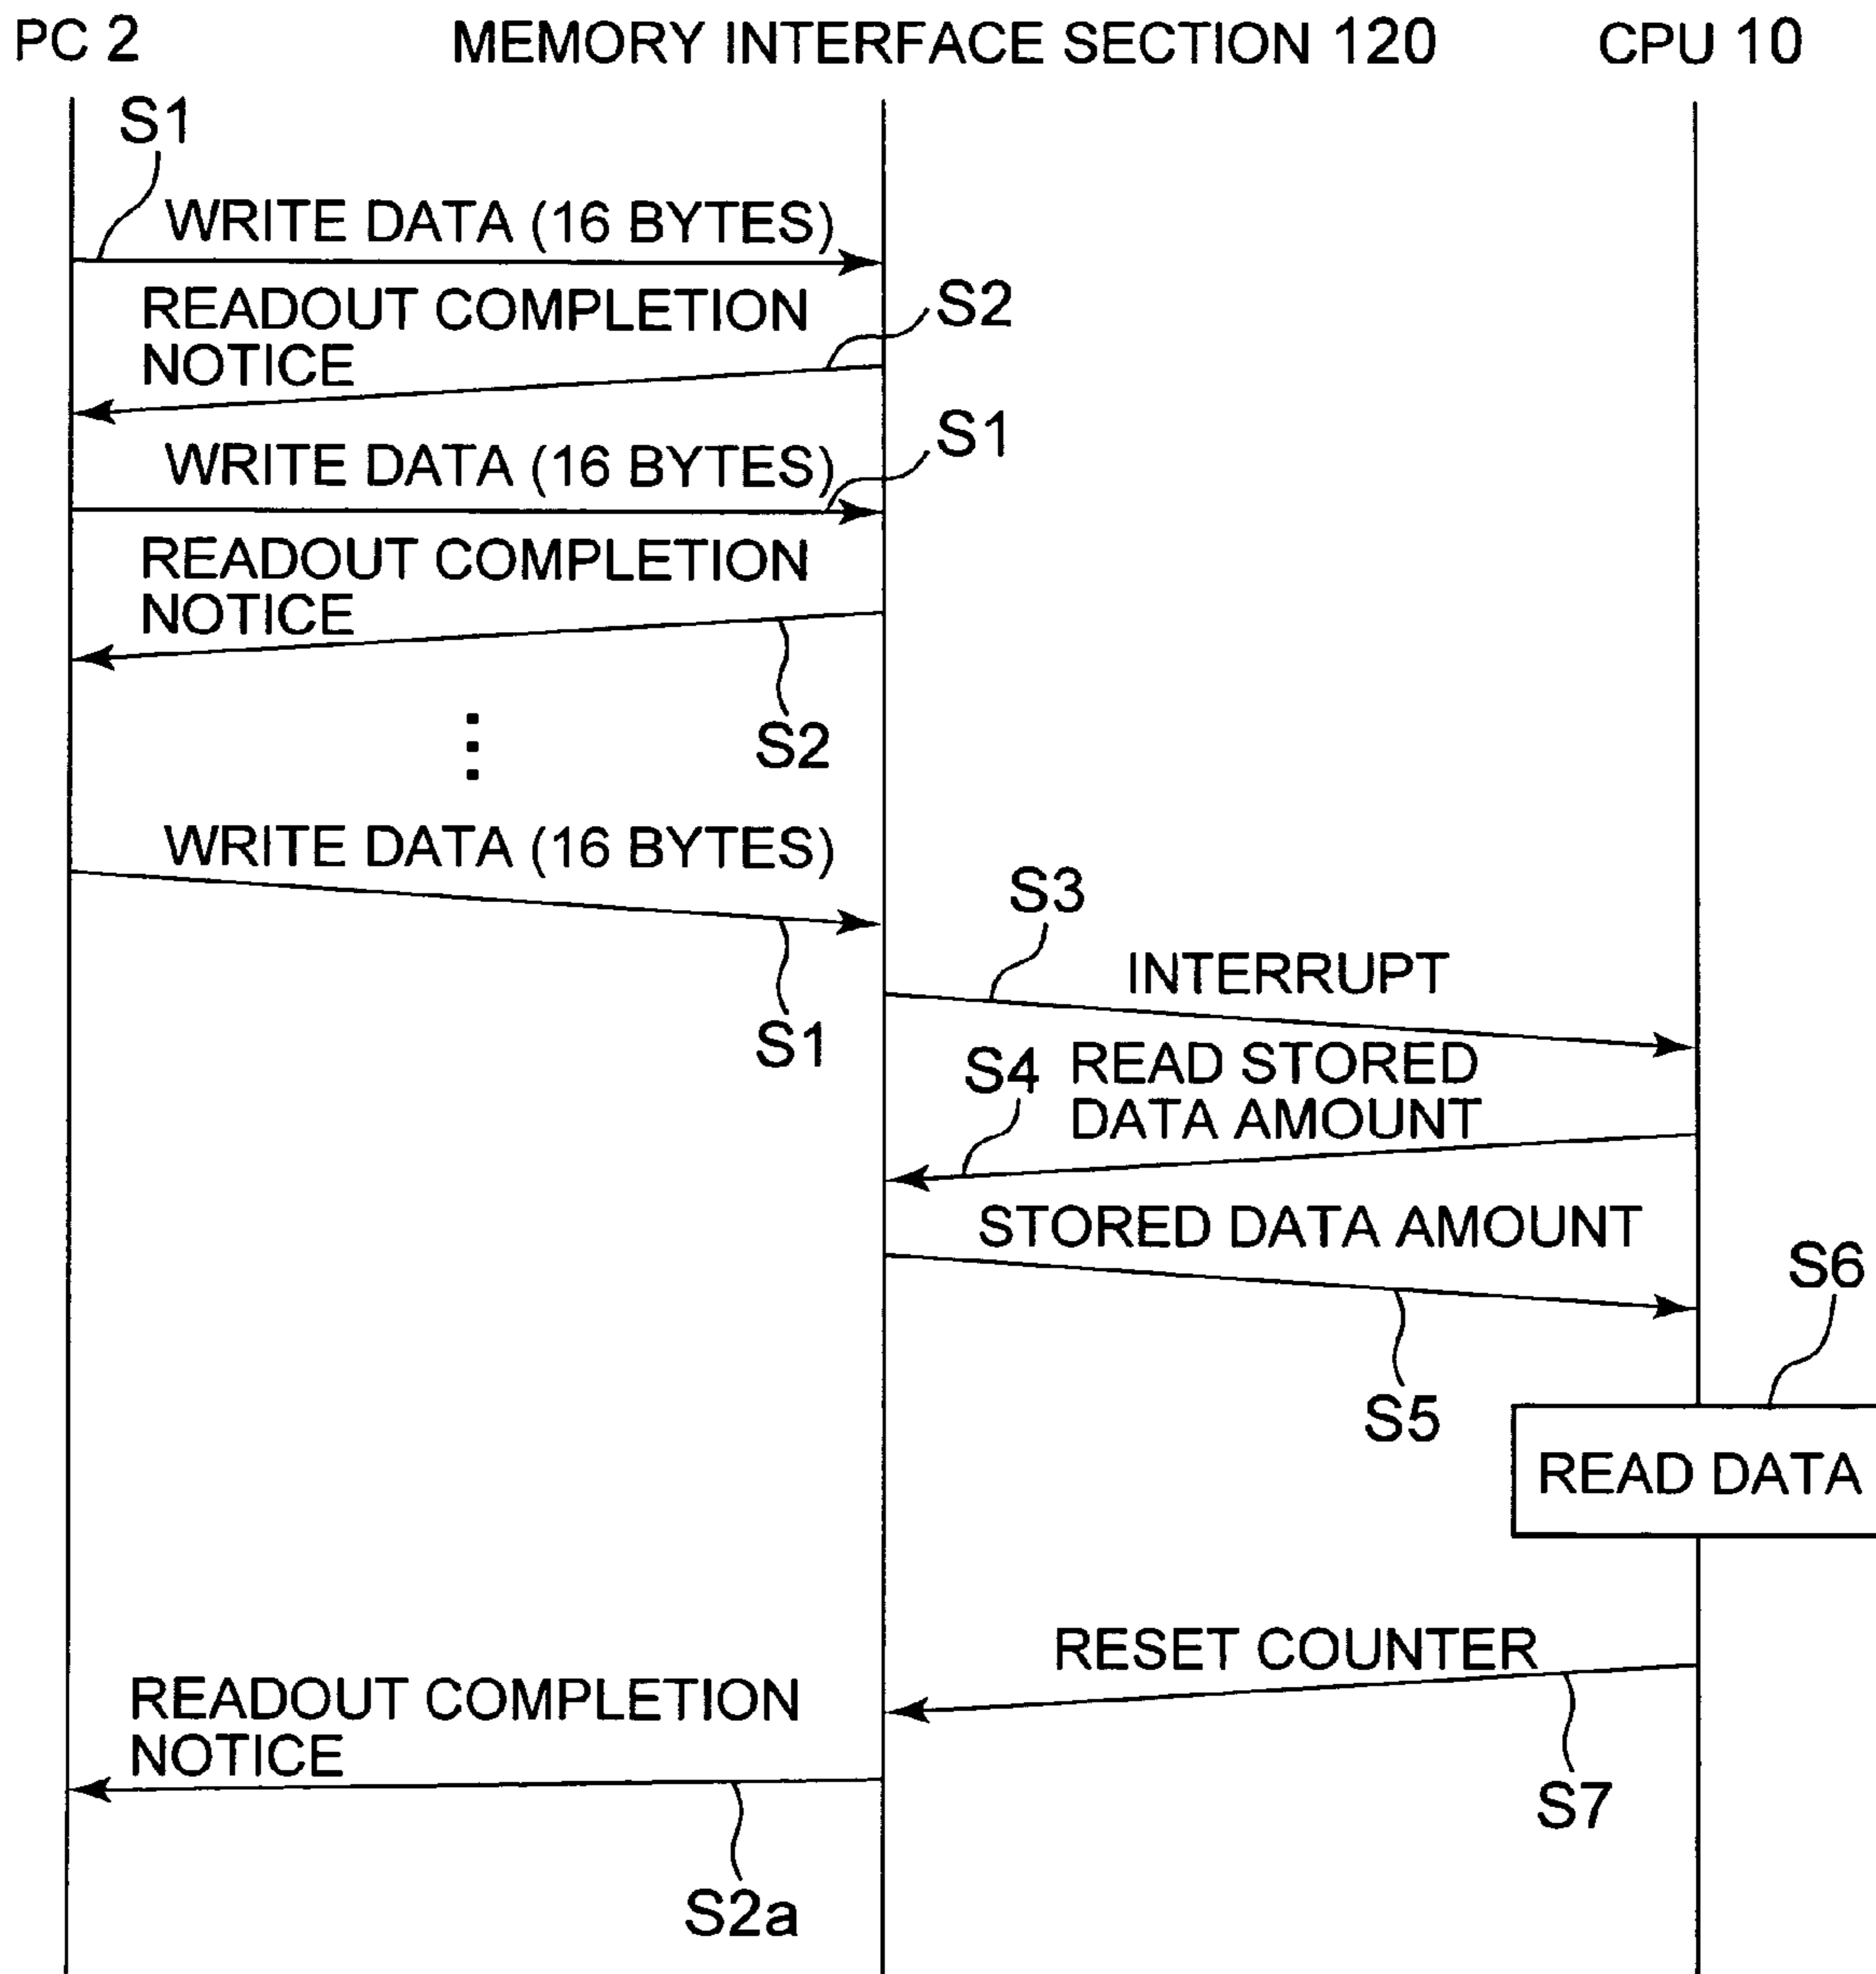 PC 2
MEMORY INTERFACE SECTION 120
CPU 10
S1
WRITE DATA (16 BYTES)
READOUT COMPLETION
NOTICE
S2
WRITE DATA (16 BYTES)
S1
READOUT COMPLETION
NOTICE
S2
WRITE DATA (16 BYTES)
S1
S3
INTERRUPT
S4
READ STORED
DATA AMOUNT
STORED DATA AMOUNT
S5
S6
READ DATA
RESET COUNTER
S7
READOUT COMPLETION
NOTICE
S2a